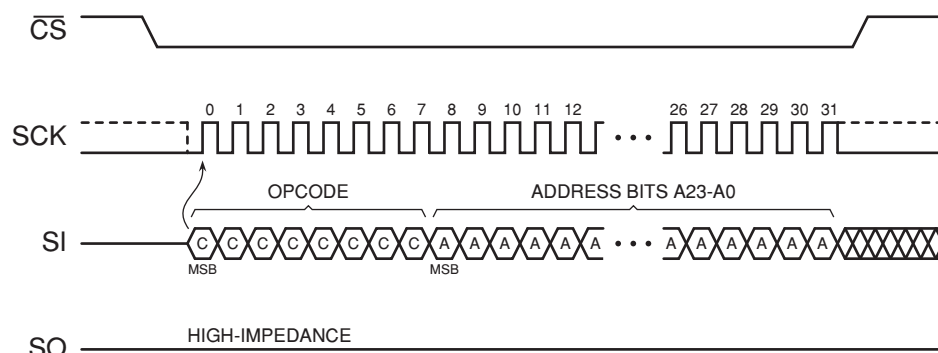 CS
0 1 2 3 4 5 6 7 8 9 10 11 12 26 27 28 29 30 31
SCK
OPCODE ADDRESS BITS A23-A0
SI C C C C C C C C A A A A A A A A A A A A
MSB MSB
HIGH-IMPEDANCE
SO